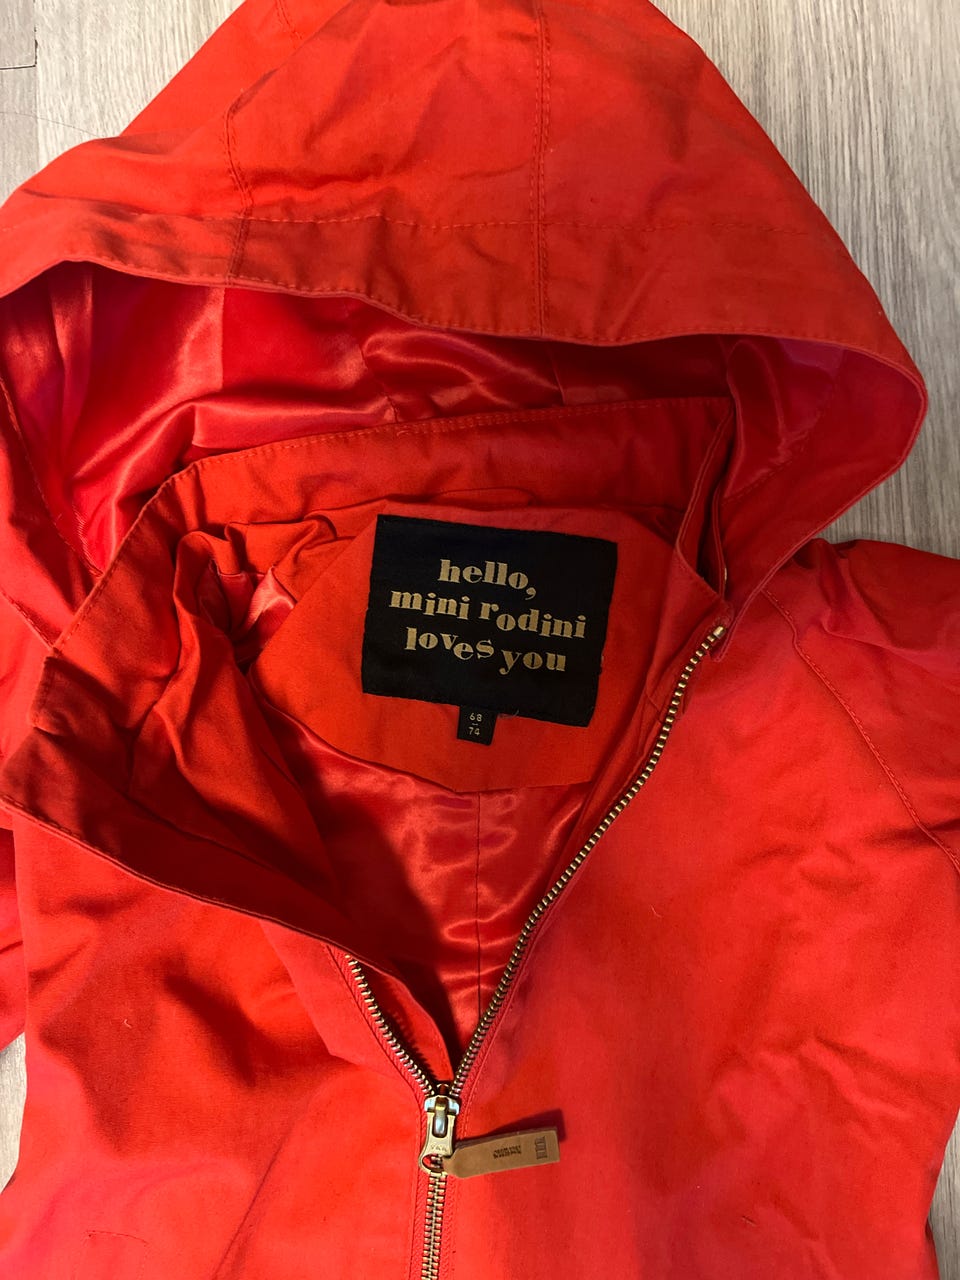 hello,
mini rodini
loves you
68
-
74